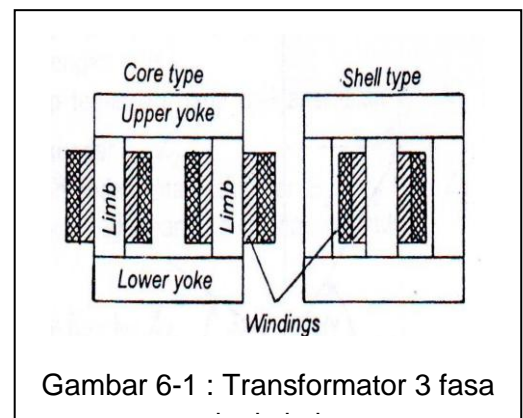 Core type
Shell type
Upper yoke
Limb
Limb
Lower yoke
Windings
Gambar 6-1 : Transformator 3 fasa